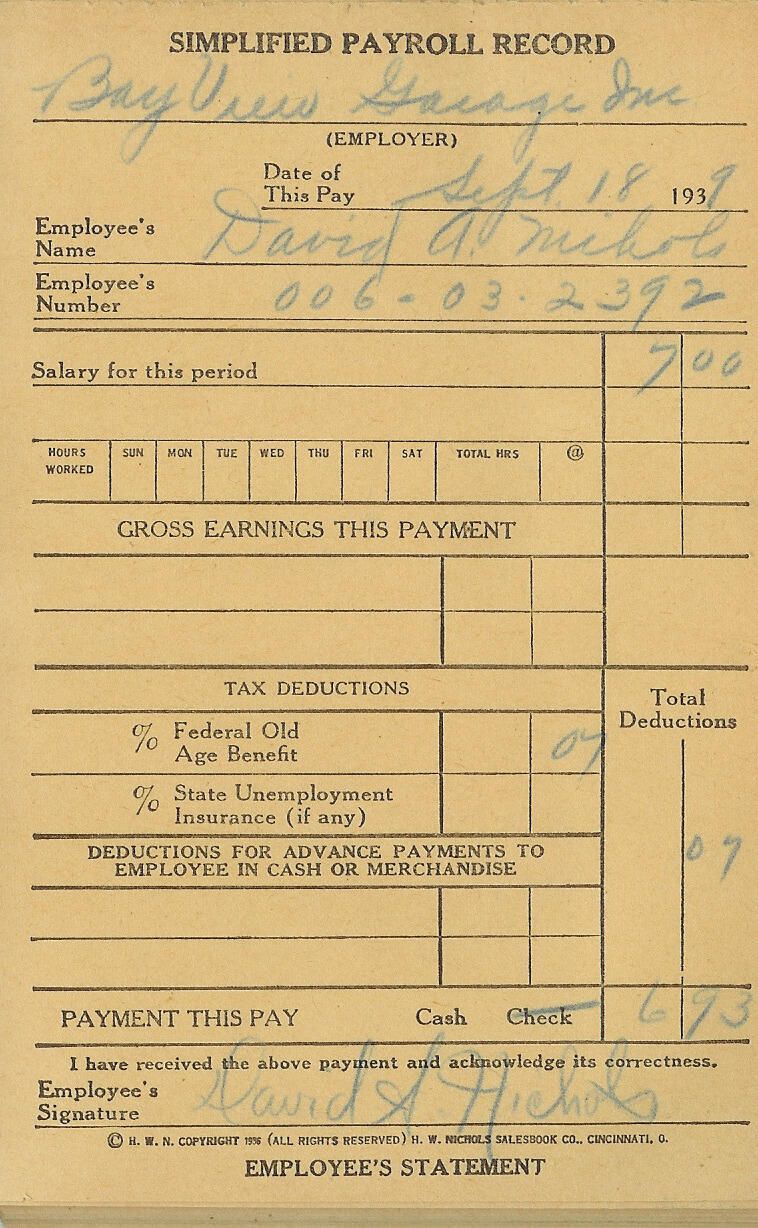 SIMPLIFIED PAYROLL RECORD
Bay View Garage Inc
(EMPLOYER)
Date of
This Pay Sept. 18 1939
Employee's
Name David A. Nichols
Employee's
Number 006-03-2392
Salary for this period 7 00
HOURS WORKED SUN MON TUE WED THU FRI SAT TOTAL HRS @
GROSS EARNINGS THIS PAYMENT
TAX DEDUCTIONS
Total
Deductions
% Federal Old
Age Benefit 07
% State Unemployment
Insurance (if any)
DEDUCTIONS FOR ADVANCE PAYMENTS TO
EMPLOYEE IN CASH OR MERCHANDISE
07
PAYMENT THIS PAY Cash Check 6 93
I have received the above payment and acknowledge its correctness.
Employee's
Signature David A. Nichols
© H. W. N. COPYRIGHT 1936 (ALL RIGHTS RESERVED) H. W. NICHOLS SALESBOOK CO., CINCINNATI, O.
EMPLOYEE'S STATEMENT